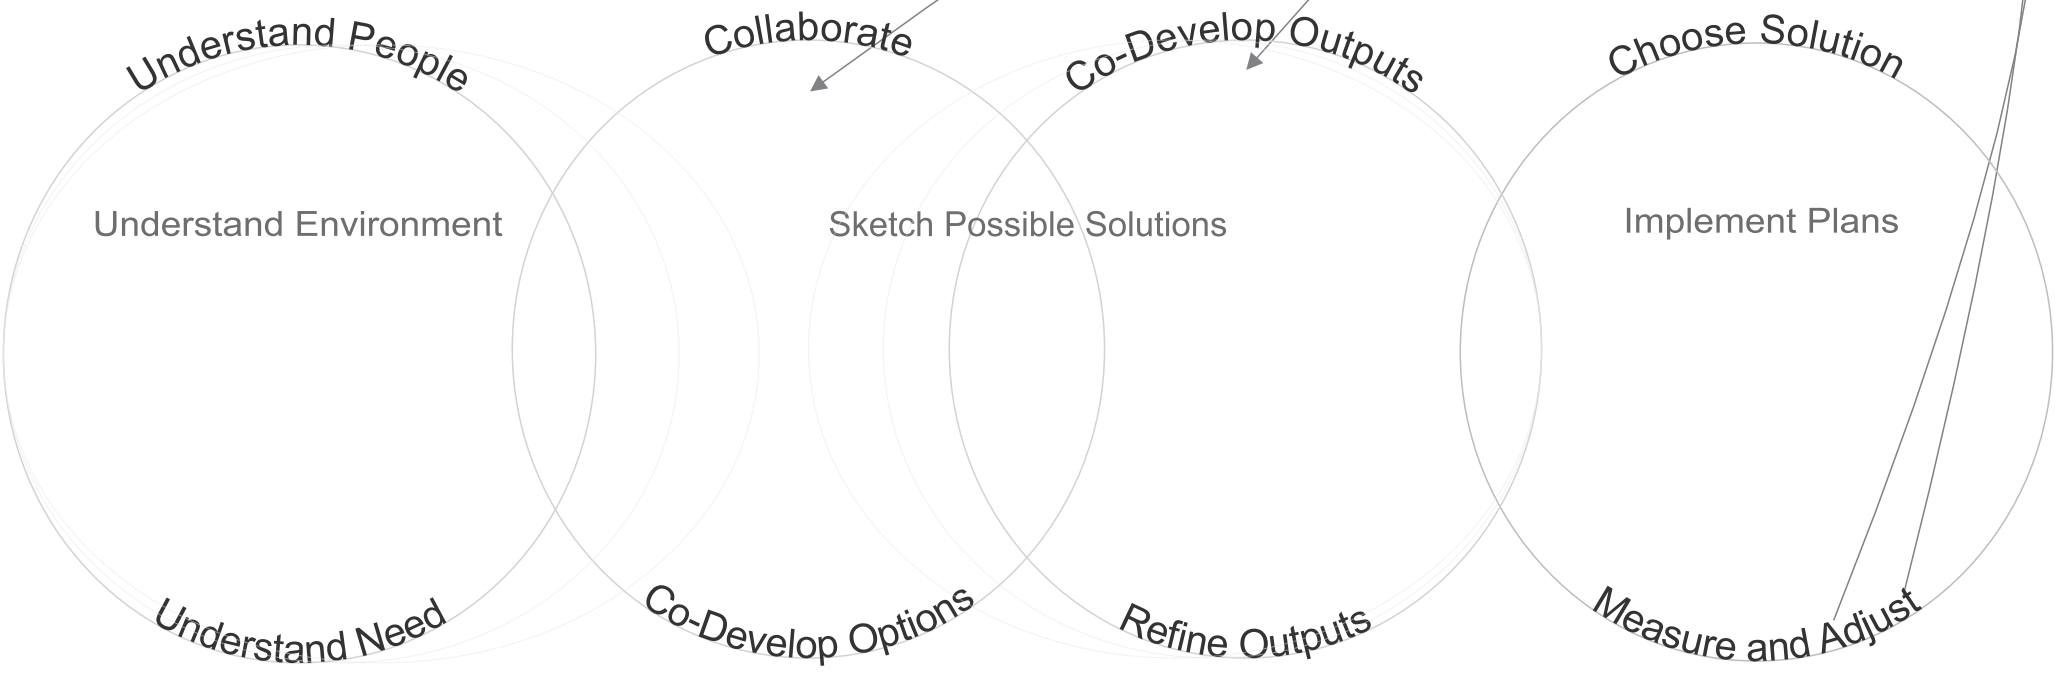 Understand People
Understand Environment
Understand Need
Collaborate
Sketch Possible Solutions
Co-Develop Options
Co-Develop Outputs
Refine Outputs
Choose Solution
Implement Plans
Measure and Adjust